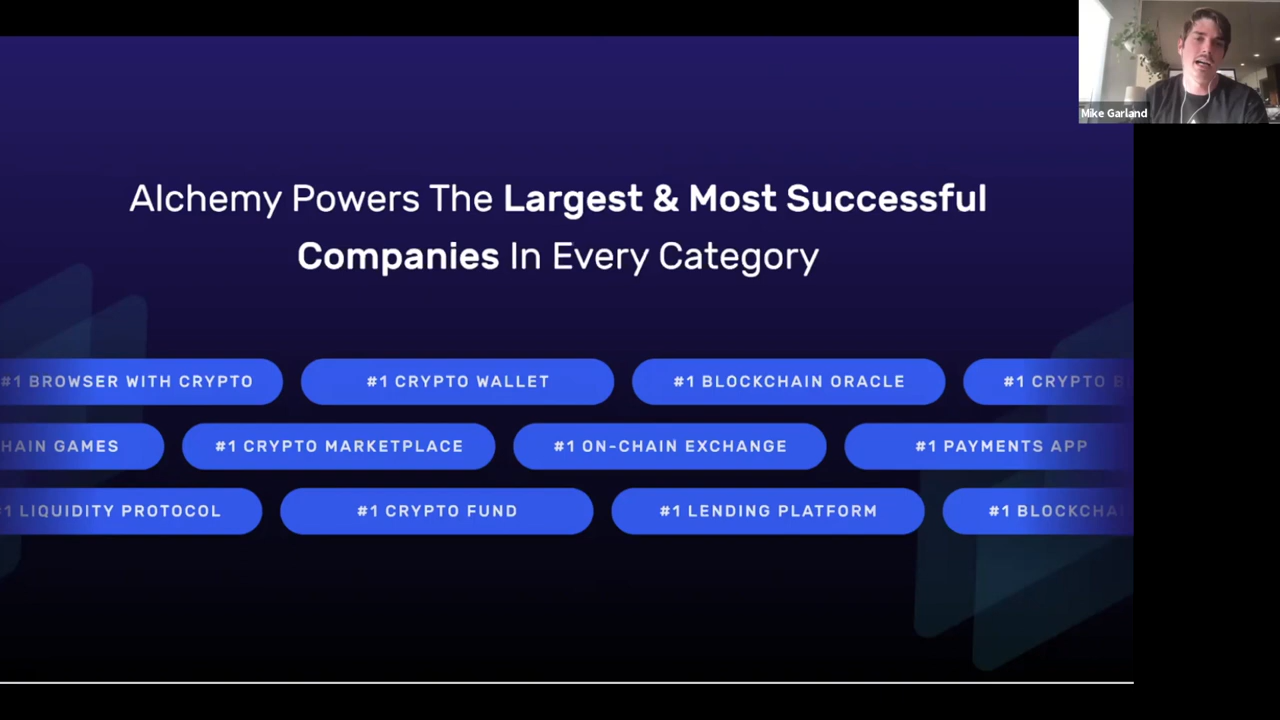 Mike Garland
Alchemy Powers The Largest & Most Successful
Companies In Every Category
#1 BROWSER WITH CRYPTO
#1 CRYPTO WALLET
#1 BLOCKCHAIN ORACLE
#1 CRYPTO
GAMES
#1 CRYPTO MARKETPLACE
#1 ON-CHAIN EXCHANGE
#1 PAYMENTS APP
LIQUIDITY PROTOCOL
#1 CRYPTO FUND
#1 LENDING PLATFORM
#1